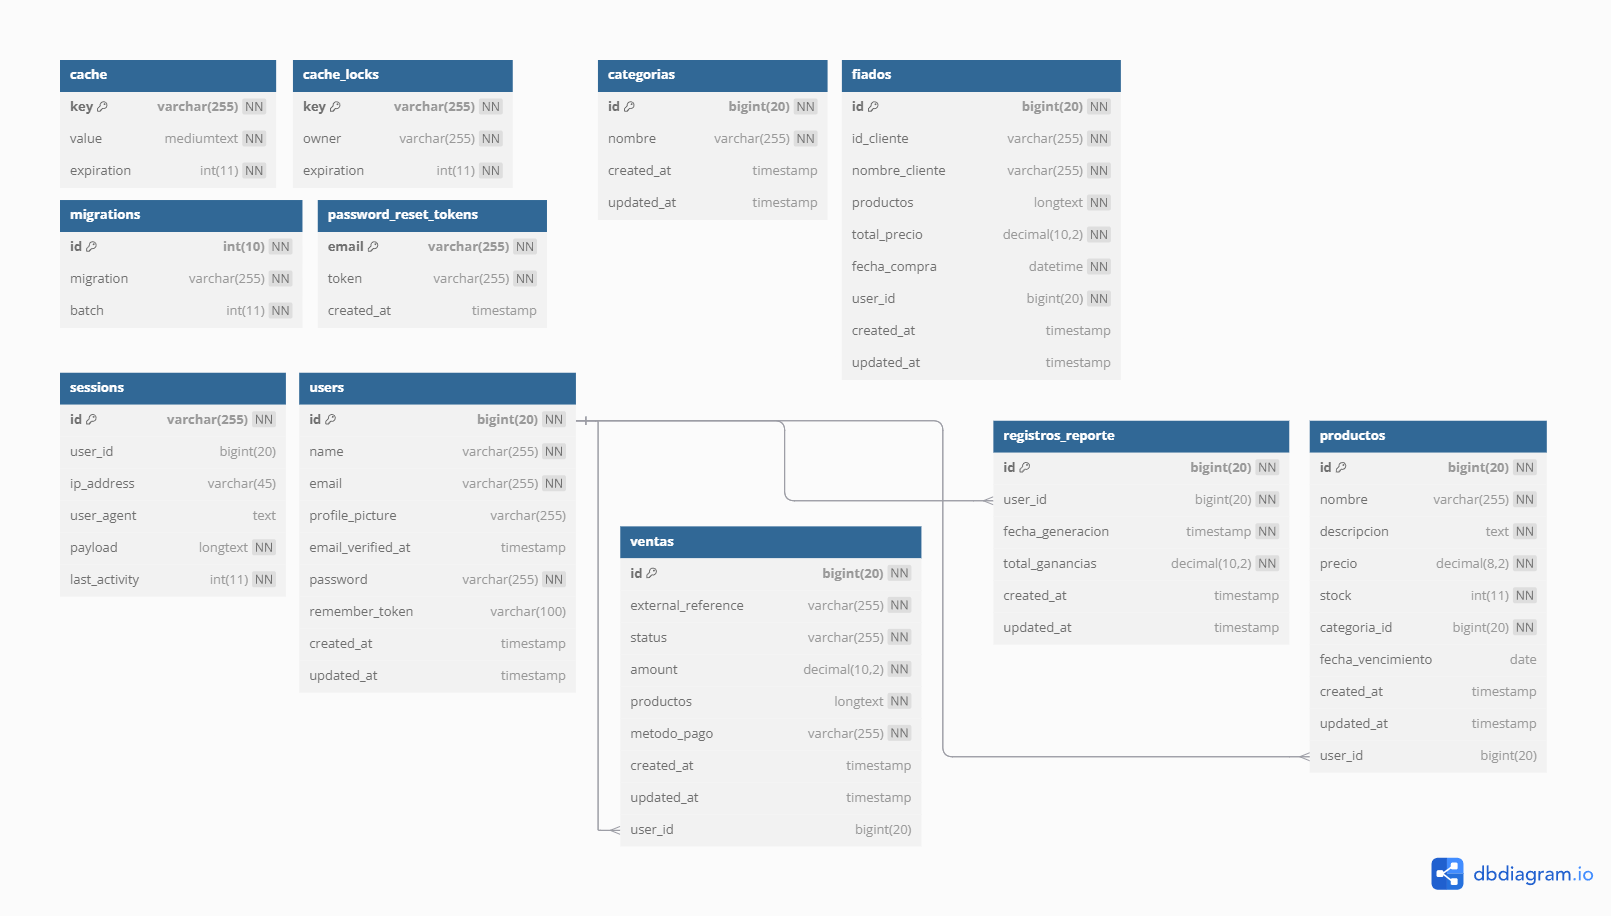 cache
key varchar(255) NN
value mediumtext NN
expiration int(11) NN
cache_locks
key varchar(255) NN
owner varchar(255) NN
expiration int(11) NN
categorias
id bigint(20) NN
nombre varchar(255) NN
created_at timestamp
updated_at timestamp
fiados
id bigint(20) NN
id_cliente varchar(255) NN
nombre_cliente varchar(255) NN
productos longtext NN
total_precio decimal(10,2) NN
fecha_compra datetime NN
user_id bigint(20) NN
created_at timestamp
updated_at timestamp
migrations
id int(10) NN
migration varchar(255) NN
batch int(11) NN
password_reset_tokens
email varchar(255) NN
token varchar(255) NN
created_at timestamp
sessions
id varchar(255) NN
user_id bigint(20)
ip_address varchar(45)
user_agent text
payload longtext NN
last_activity int(11) NN
users
id bigint(20) NN
name varchar(255) NN
email varchar(255) NN
profile_picture varchar(255)
email_verified_at timestamp
password varchar(255) NN
remember_token varchar(100)
created_at timestamp
updated_at timestamp
ventas
id bigint(20) NN
external_reference varchar(255) NN
status varchar(255) NN
amount decimal(10,2) NN
productos longtext NN
metodo_pago varchar(255) NN
created_at timestamp
updated_at timestamp
user_id bigint(20)
registros_reporte
id bigint(20) NN
user_id bigint(20) NN
fecha_generacion timestamp NN
total_ganancias decimal(10,2) NN
created_at timestamp
updated_at timestamp
productos
id bigint(20) NN
nombre varchar(255) NN
descripcion text NN
precio decimal(8,2) NN
stock int(11) NN
categoria_id bigint(20) NN
fecha_vencimiento date
created_at timestamp
updated_at timestamp
user_id bigint(20)
dbdiagram.io